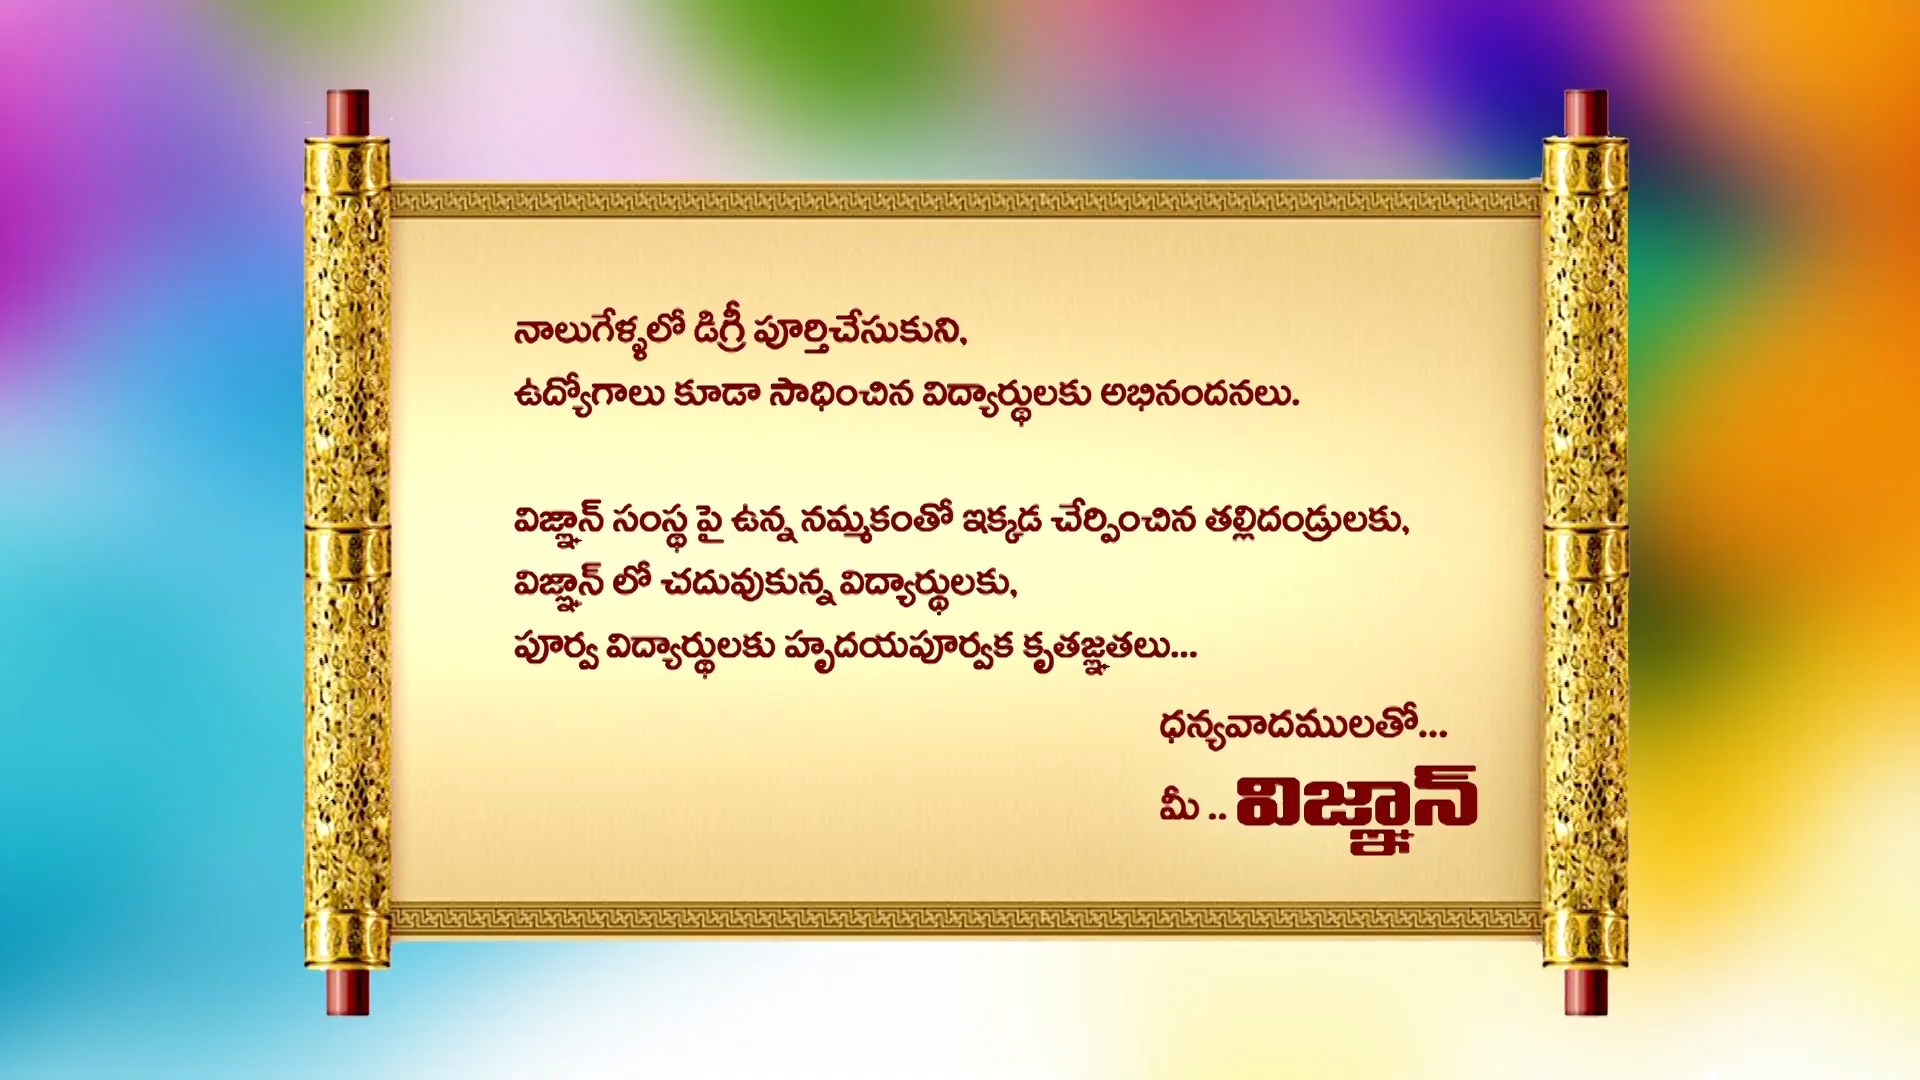 నాలుగేళ్ళలో డిగ్రీ పూర్తిచేసుకుని,
ఉద్యోగాలు కూడా సాధించిన విద్యార్థులకు అభినందనలు.
విజ్ఞాన్ సంస్థ పై ఉన్న నమ్మకంతో ఇక్కడ చేర్పించిన తల్లిదండ్రులకు,
విజ్ఞాన్ లో చదువుకున్న విద్యార్థులకు,
పూర్వ విద్యార్థులకు హృదయపూర్వక కృతజ్ఞతలు...
ధన్యవాదములతో...
మీ .. విజ్ఞాన్